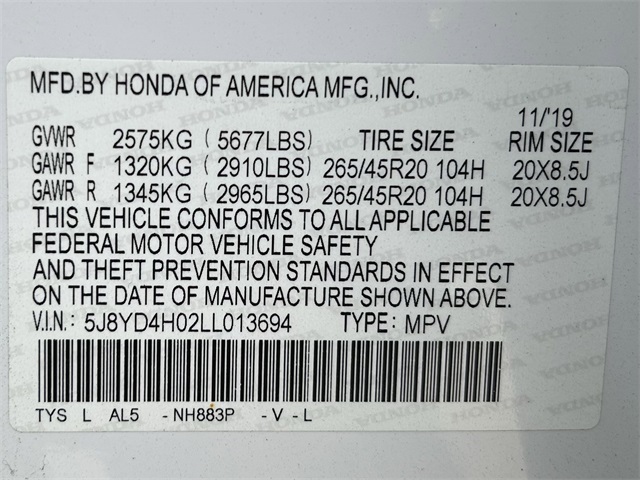 MFD.BY HONDA OF AMERICA MFG.,INC.
11/'19
GVWR 2575KG (5677LBS) TIRE SIZE RIM SIZE
GAWR F 1320KG (2910LBS) 265/45R20 104H 20X8.5J
GAWR R 1345KG (2965LBS) 265/45R20 104H 20X8.5J
THIS VEHICLE CONFORMS TO ALL APPLICABLE
FEDERAL MOTOR VEHICLE SAFETY
AND THEFT PREVENTION STANDARDS IN EFFECT
ON THE DATE OF MANUFACTURE SHOWN ABOVE.
V.I.N.: 5J8YD4H02LL013694 TYPE: MPV
TYS L AL5 -NH883P -V-L